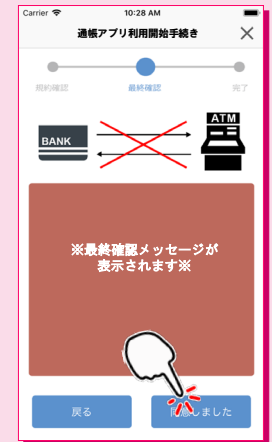 Carrier 10:28 AM
通帳アプリ利用開始手続き
規約確認 最終確認 完了
ATM
BANK
※最終確認メッセージが
表示されます※
戻る しました